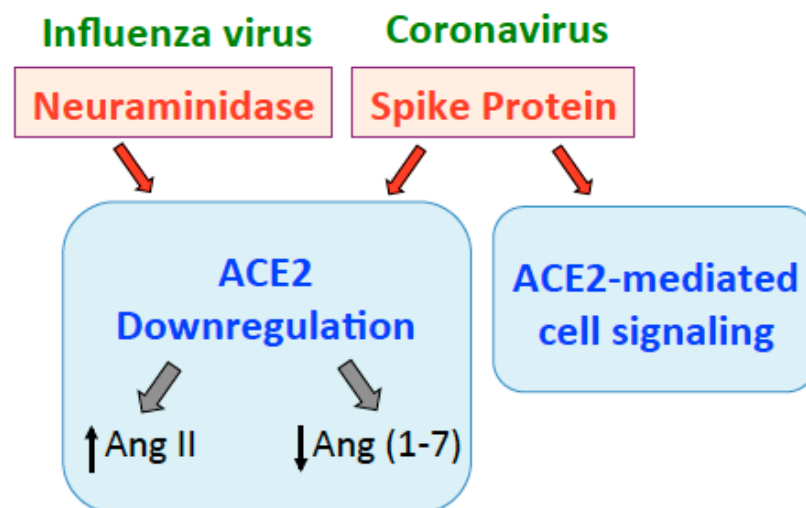 Influenza virus
Coronavirus
Neuraminidase
Spike Protein
ACE2
Downregulation
ACE2-mediated
cell signaling
Ang II
Ang (1-7)